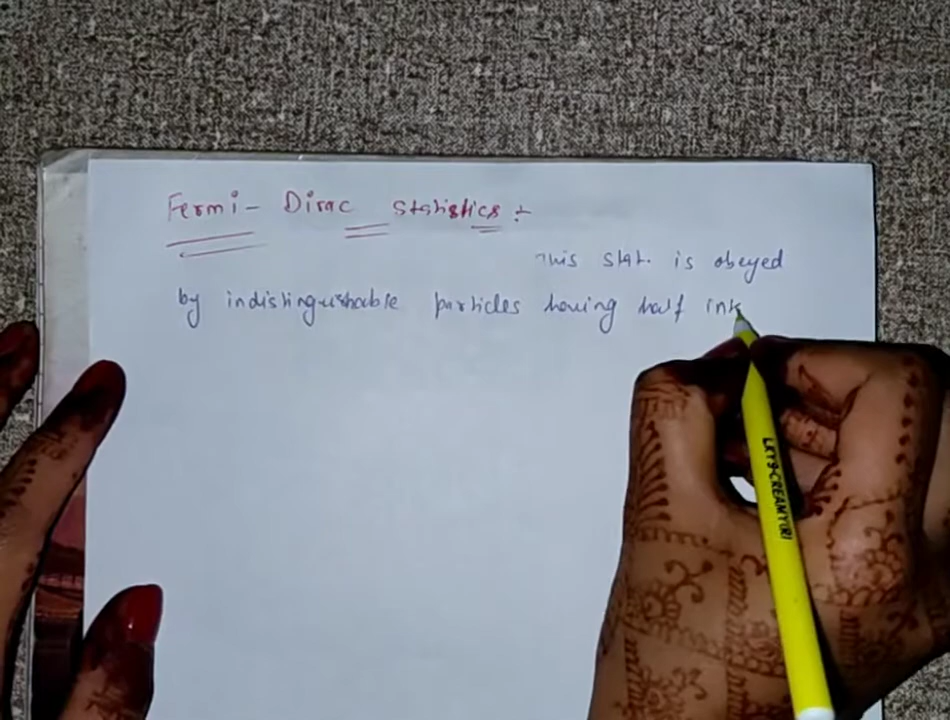 Fermi - Dirac Statistics :-
This stat. is obeyed
by indistinguishable particles having half int